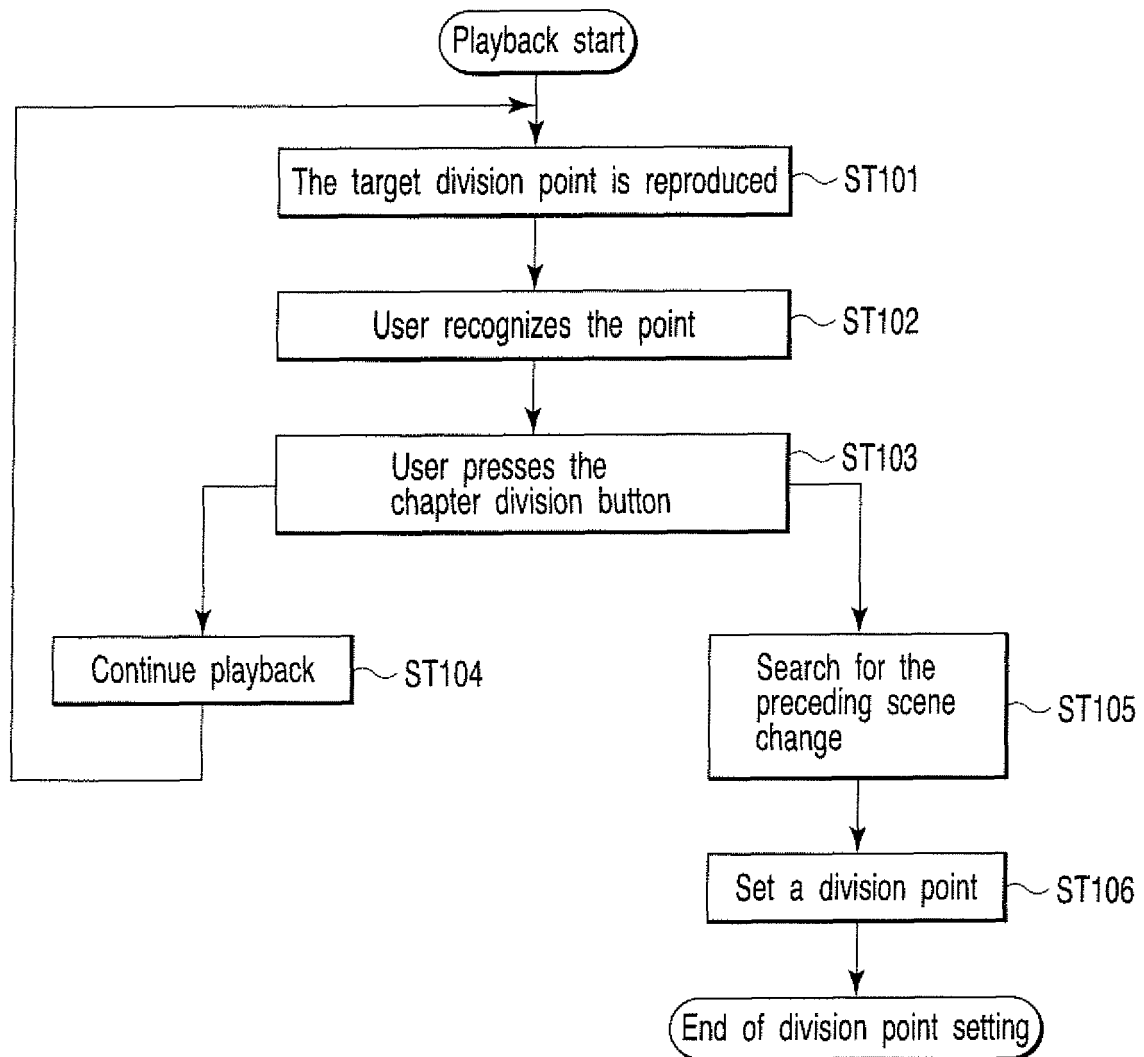 Playback start
The target division point is reproduced
ST101
User recognizes the point
ST102
User presses the
chapter division button
ST103
Continue playback
ST104
Search for the
preceding scene
change
ST105
Set a division point
ST106
End of division point setting